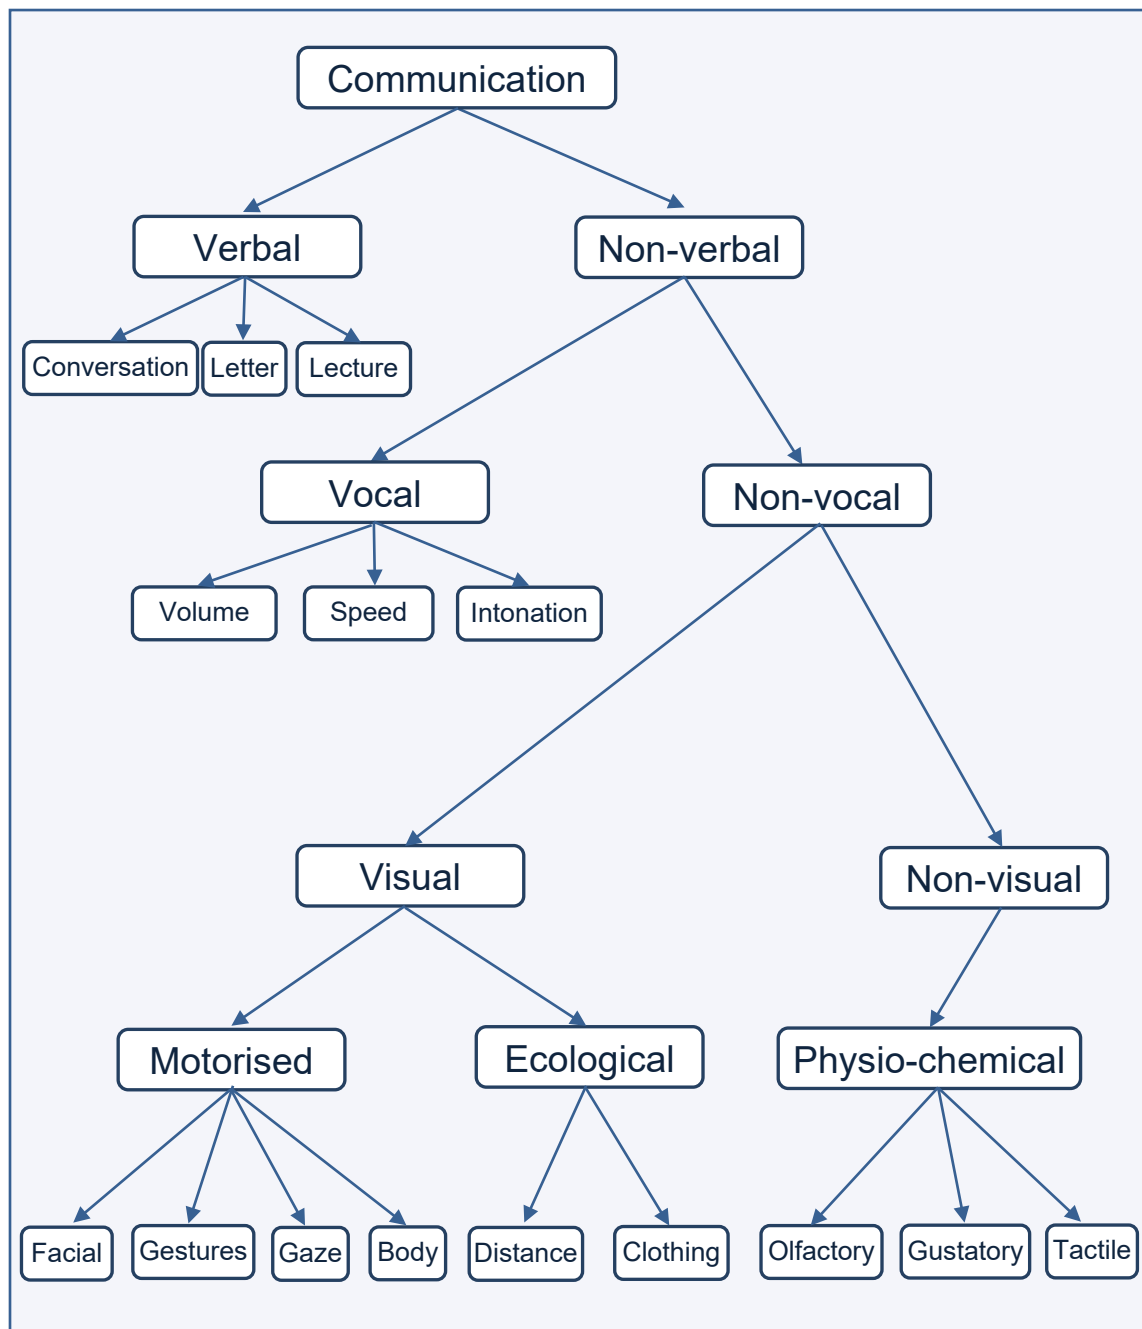 Communication
Verbal
Non-verbal
Conversation
Letter
Lecture
Vocal
Non-vocal
Volume
Speed
Intonation
Visual
Non-visual
Motorised
Ecological
Physio-chemical
Facial
Gestures
Gaze
Body
Distance
Clothing
Olfactory
Gustatory
Tactile